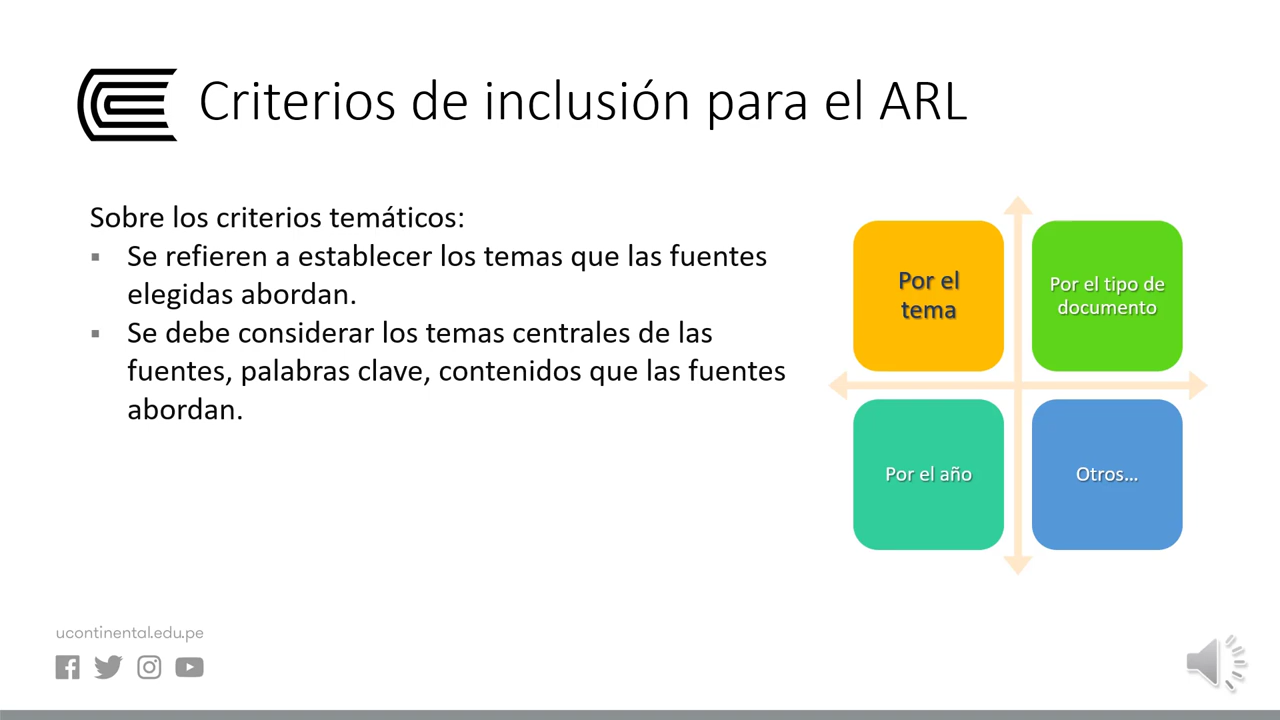 Criterios de inclusión para el ARL
Sobre los criterios temáticos:
▪ Se refieren a establecer los temas que las fuentes
elegidas abordan.
▪ Se debe considerar los temas centrales de las
fuentes, palabras clave, contenidos que las fuentes
abordan.
Por el
tema
Por el tipo de
documento
Por el año
Otros...
ucontinental.edu.pe